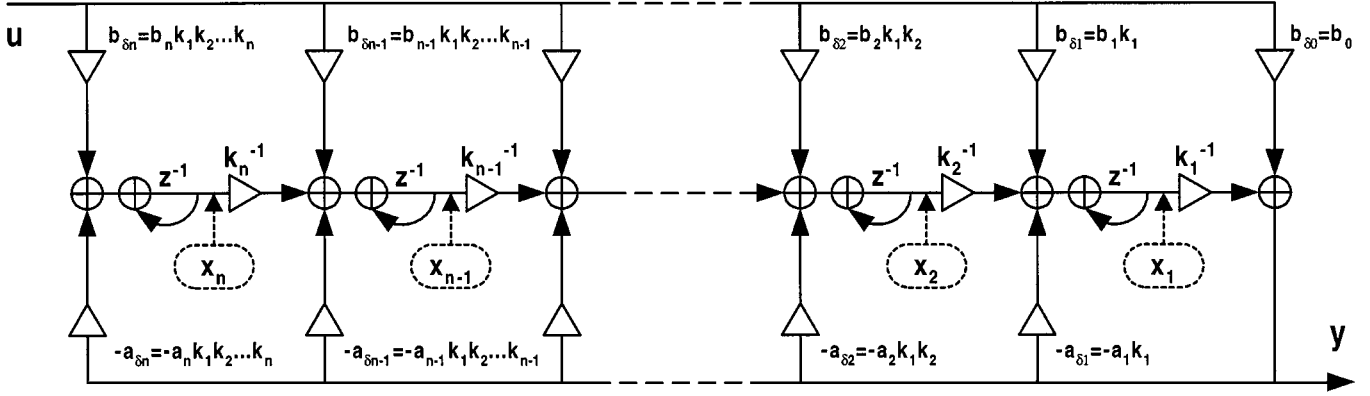 u
b_δn=b_n k_1 k_2...k_n
b_δn-1=b_n-1 k_1 k_2...k_n-1
b_δ2=b_2 k_1 k_2
b_δ1=b_1 k_1
b_δ0=b_0
z^-1
k_n^-1
z^-1
k_n-1^-1
z^-1
k_2^-1
z^-1
k_1^-1
x_n
x_n-1
x_2
x_1
-a_δn=-a_n k_1 k_2...k_n
-a_δn-1=-a_n-1 k_1 k_2...k_n-1
-a_δ2=-a_2 k_1 k_2
-a_δ1=-a_1 k_1
y